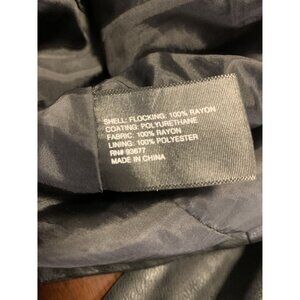 SHELL: FLOCKING: 100% RAYON
COATING: POLYURETHANE
FABRIC: 100% RAYON
LINING: 100% POLYESTER
RN# 93677
MADE IN CHINA